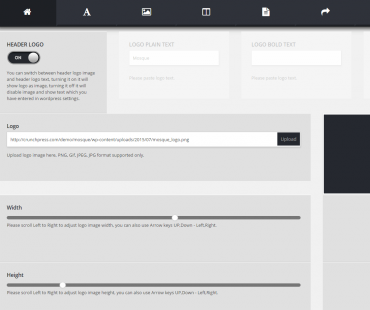 HEADER LOGO
ON
You can switch between header logo image
and header logo text, turning it on it will
show logo as image, turning it off it will
disable image and show text which you
have entered in wordpress settings
LOGO PLAIN TEXT
Mosque
Please paste logo text.
LOGO BOLD TEXT
Please paste logo text.
Logo
http://crunchpress.com/demo/mosque/wp-content/uploads/2015/07/mosque_logo.png
Upload
Upload logo image here, PNG, Gif, JPEG, JPG format supported only.
Width
Please scroll Left to Right to adjust logo image width, you can also use Arrow keys UP,Down - Left,Right.
Height
Please scroll Left to Right to adjust logo image height, you can also use Arrow keys UP,Down - Left,Right.